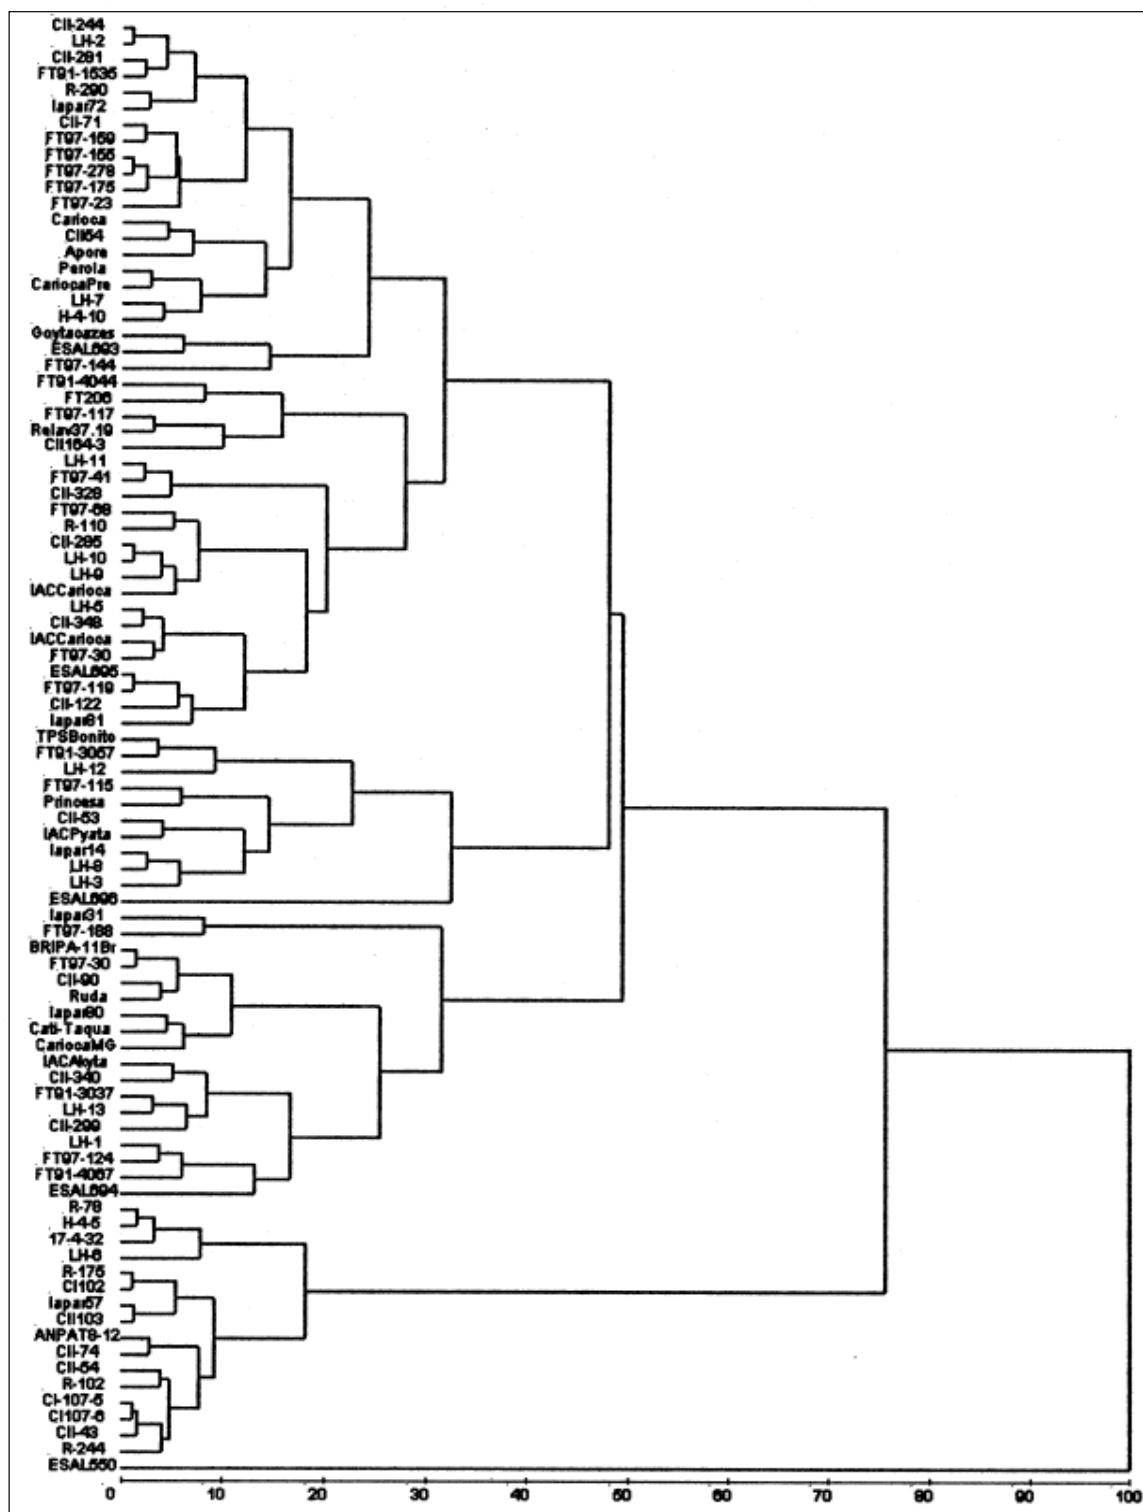 CII-244
LH-2
CII-281
FT91-1535
R-290
Iapar72
CII-71
FT97-159
FT97-155
FT97-278
FT97-175
FT97-23
Carioca
CII54
Apore
Perola
CariocaPre
LH-7
H-4-10
Goytacazes
ESAL693
FT97-144
FT91-4044
FT206
FT97-117
Relav37.19
CII164-3
LH-11
FT97-41
CII-328
FT97-68
R-110
CII-285
LH-10
LH-9
IACCarioca
LH-5
CII-348
IACCarioca
FT97-30
ESAL695
FT97-119
CII-122
Iapar81
TPSBonito
FT91-3067
LH-12
FT97-115
Princesa
CII-53
IACPyata
Iapar14
LH-8
LH-3
ESAL696
Iapar31
FT97-188
BRIPA-11Br
FT97-30
CII-90
Ruda
Iapar80
Cati-Taqua
CariocaMG
IACAkyta
CII-340
FT91-3037
LH-13
CII-299
LH-1
FT97-124
FT91-4067
ESAL694
R-78
H-4-5
17-4-32
LH-6
R-175
CI102
Iapar57
CII103
ANPAT8-12
CII-74
CII-54
R-102
CI-107-5
CI107-6
CII-43
R-244
ESAL550
0 10 20 30 40 50 60 70 80 90 100